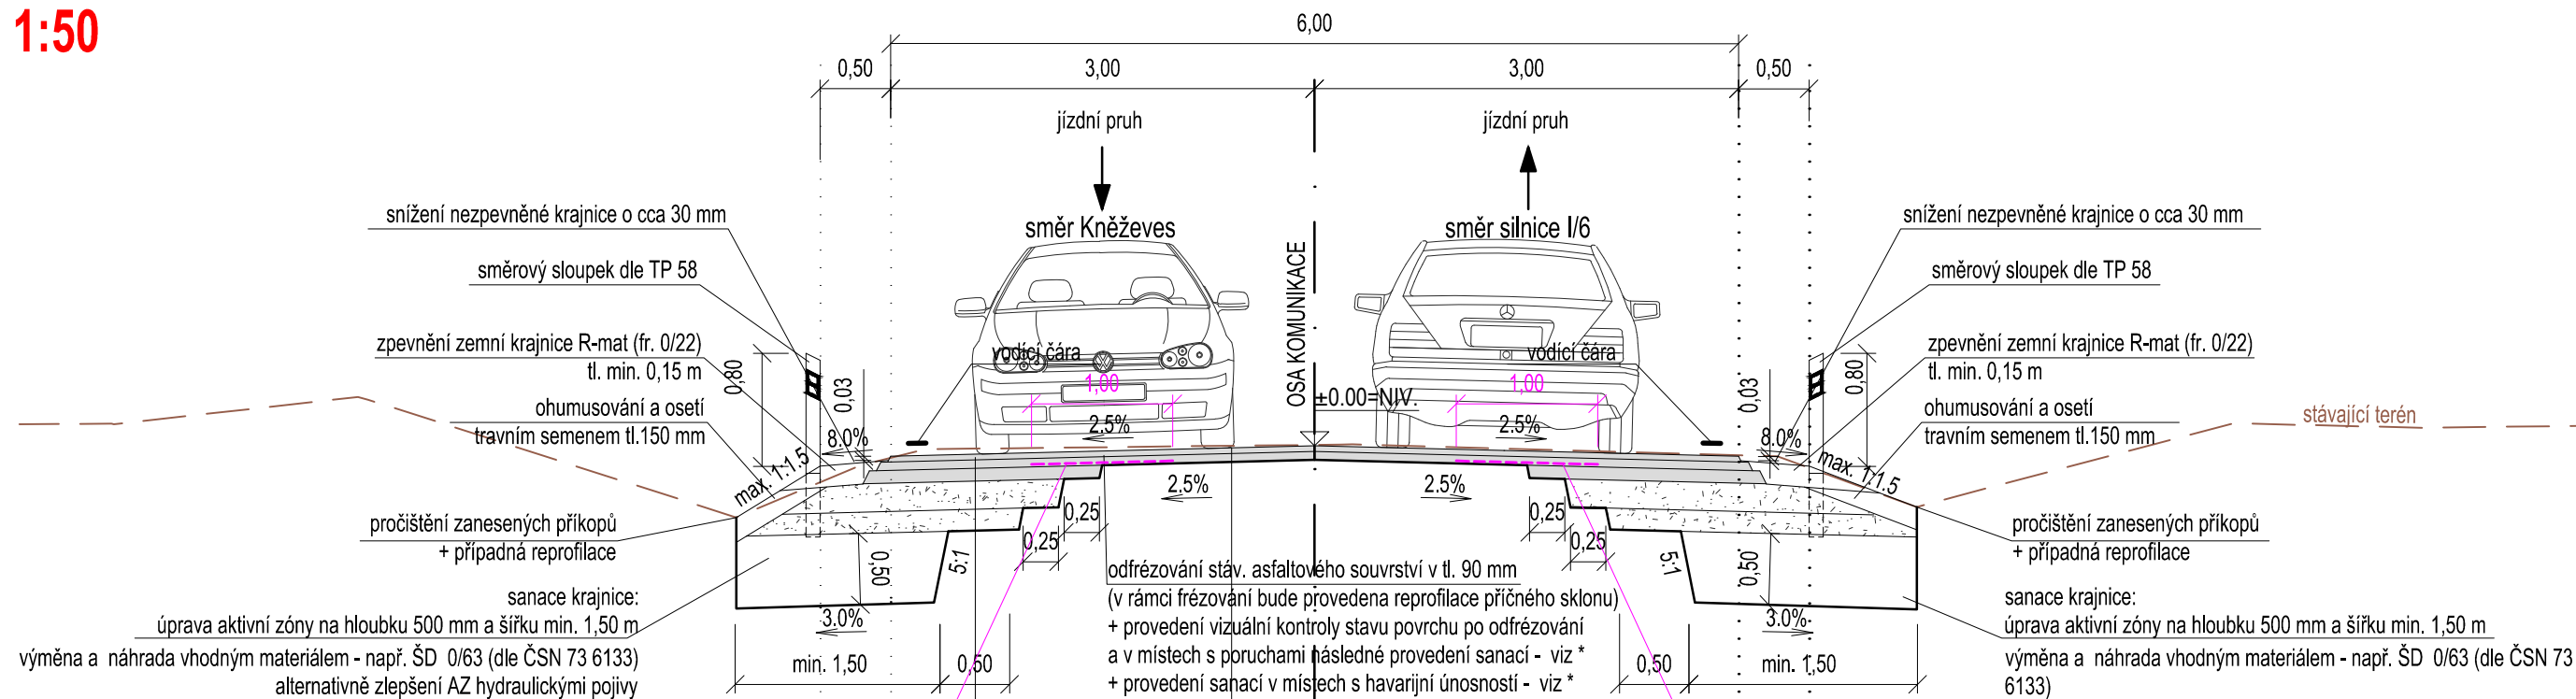 1:50
6,00
0,50
3,00
3,00
0,50
jízdní pruh
jízdní pruh
směr Kněževes
směr silnice I/6
OSA KOMUNIKACE
±0.00=NIV.
snížení nezpevněné krajnice o cca 30 mm
směrový sloupek dle TP 58
zpevnění zemní krajnice R-mat (fr. 0/22)
tl. min. 0,15 m
ohumusování a osetí
travním semenem tl.150 mm
pročištění zanesených příkopů
+ případná reprofilace
sanace krajnice:
úprava aktivní zóny na hloubku 500 mm a šířku min. 1,50 m
výměna a náhrada vhodným materiálem - např. ŠD 0/63 (dle ČSN 73 6133)
alternativně zlepšení AZ hydraulickými pojivy
0,80
0,03
8.0%
max. 1:1.5
vodící čára
1,00
2.5%
2.5%
0,25
0,25
0,50
5:1
3.0%
min. 1,50
0,50
odfrézování stáv. asfaltového souvrství v tl. 90 mm
(v rámci frézování bude provedena reprofilace příčného sklonu)
+ provedení vizuální kontroly stavu povrchu po odfrézování
a v místech s poruchami následné provedení sanací - viz *
+ provedení sanací v místech s havarijní únosností - viz *
vodící čára
1,00
2.5%
2.5%
0,25
0,25
5:1
0,50
3.0%
0,50
min. 1,50
0,03
0,80
8.0%
max. 1:1.5
snížení nezpevněné krajnice o cca 30 mm
směrový sloupek dle TP 58
zpevnění zemní krajnice R-mat (fr. 0/22)
tl. min. 0,15 m
ohumusování a osetí
travním semenem tl.150 mm
stávající terén
pročištění zanesených příkopů
+ případná reprofilace
sanace krajnice:
úprava aktivní zóny na hloubku 500 mm a šířku min. 1,50 m
výměna a náhrada vhodným materiálem - např. ŠD 0/63 (dle ČSN 73
6133)